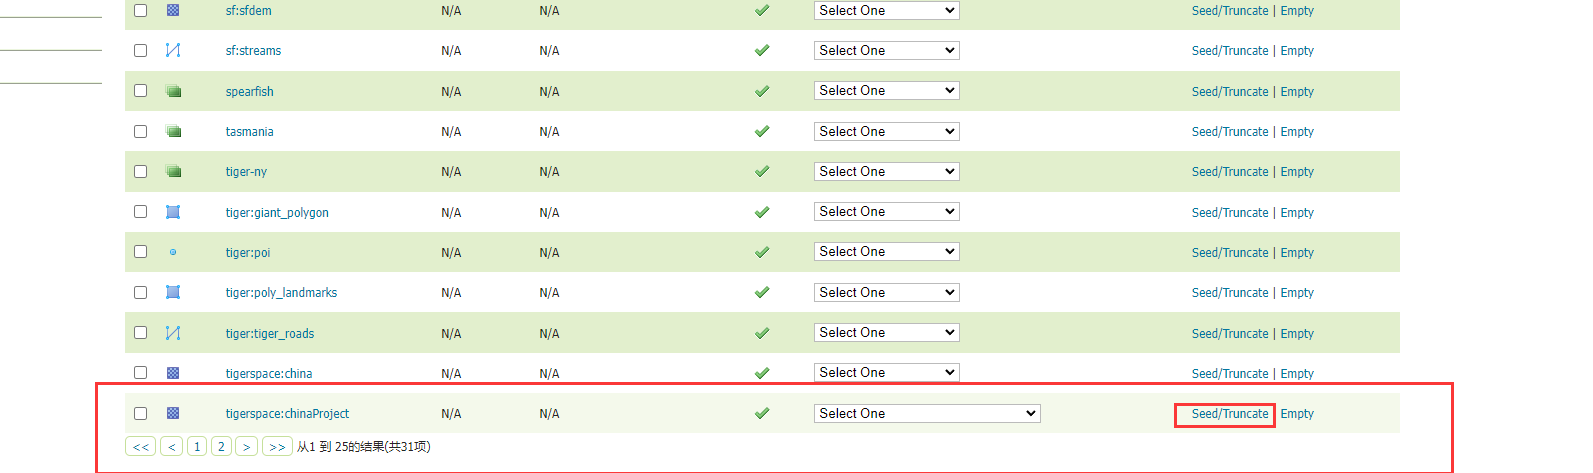 sf:sfdem N/A N/A Select One Seed/Truncate | Empty
sf:streams N/A N/A Select One Seed/Truncate | Empty
spearfish N/A N/A Select One Seed/Truncate | Empty
tasmania N/A N/A Select One Seed/Truncate | Empty
tiger-ny N/A N/A Select One Seed/Truncate | Empty
tiger:giant_polygon N/A N/A Select One Seed/Truncate | Empty
tiger:poi N/A N/A Select One Seed/Truncate | Empty
tiger:poly_landmarks N/A N/A Select One Seed/Truncate | Empty
tiger:tiger_roads N/A N/A Select One Seed/Truncate | Empty
tigerspace:china N/A N/A Select One Seed/Truncate | Empty
tigerspace:chinaProject N/A N/A Select One Seed/Truncate | Empty
<< < 1 2 > >> 从1 到 25的结果(共31项)